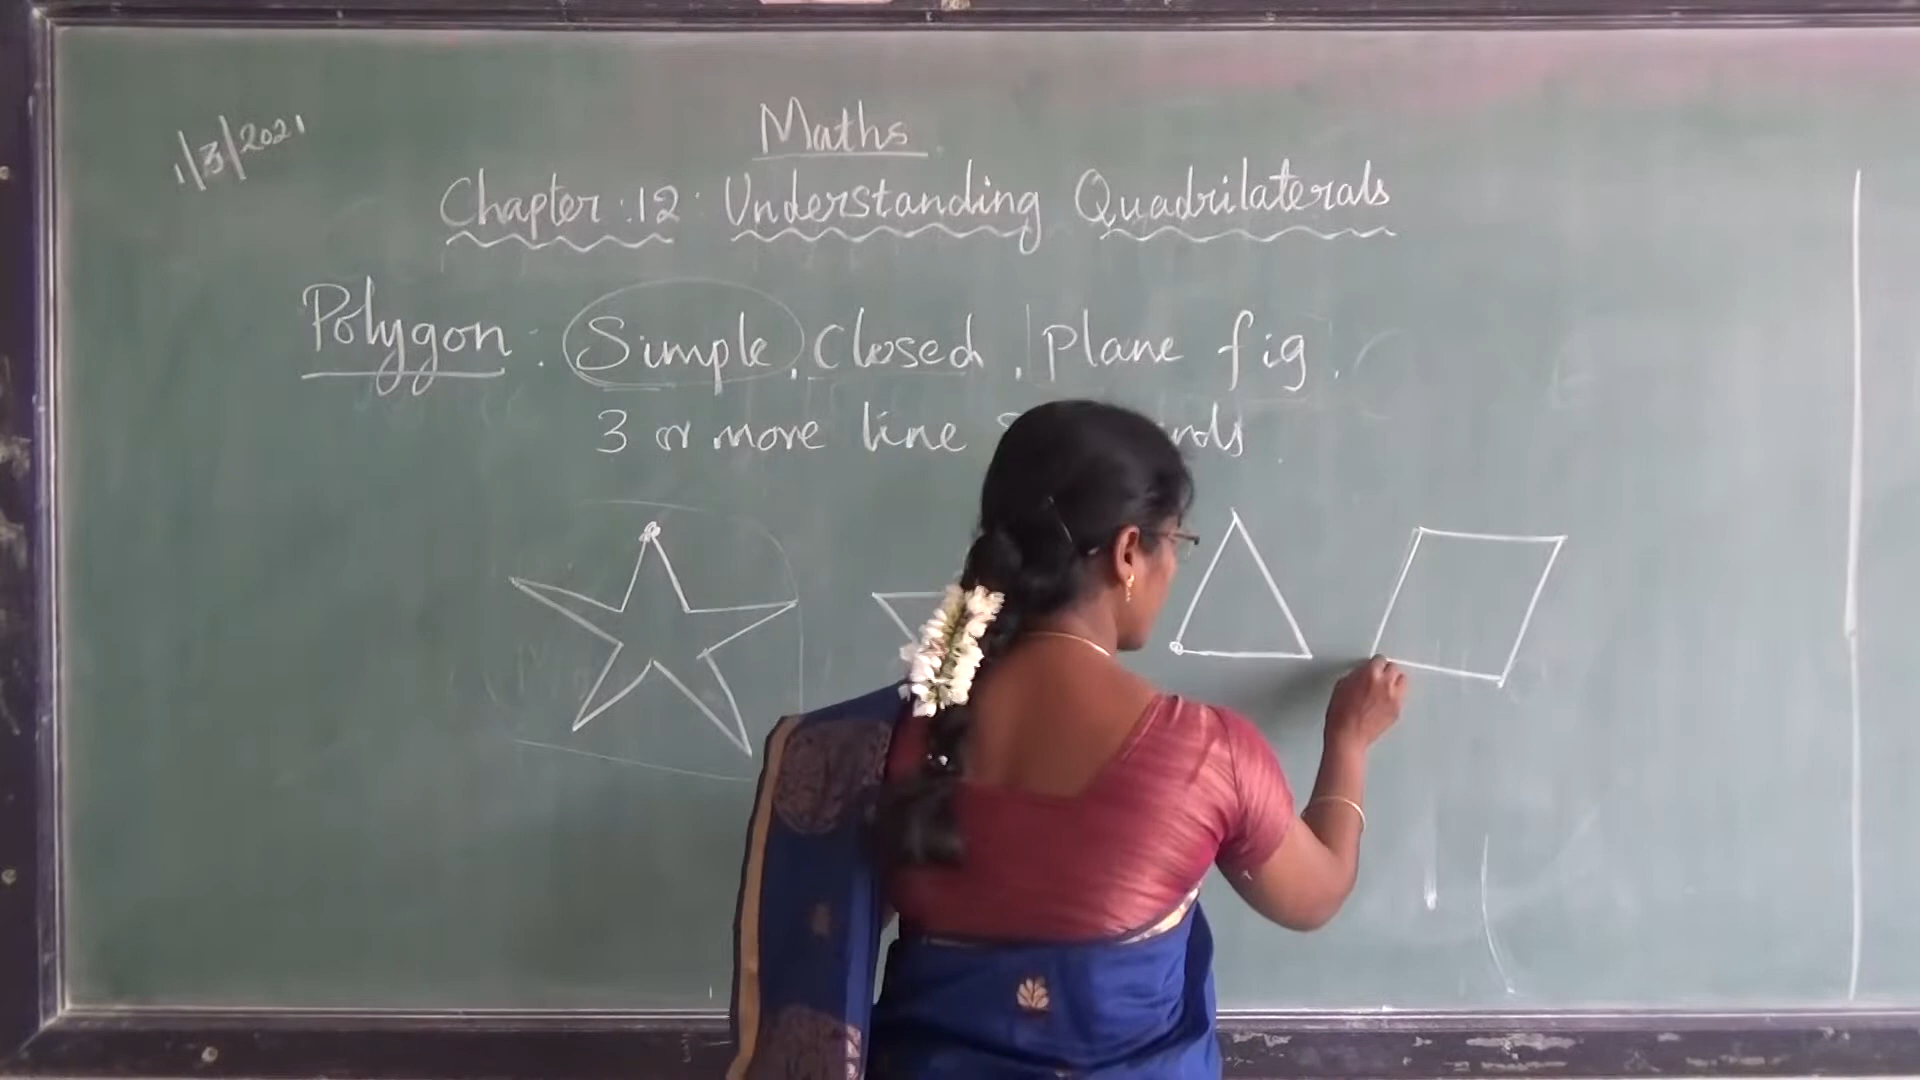 1/3/2021
Maths
Chapter:12: Understanding Quadrilaterals
Polygon: Simple, Closed, Plane fig.
3 or more line